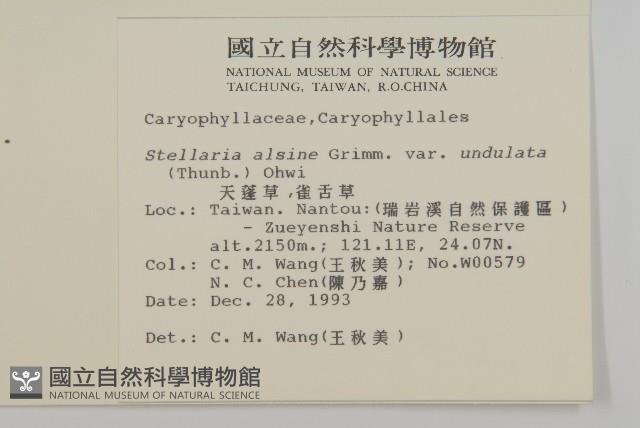 國立自然科學博物館
NATIONAL MUSEUM OF NATURAL SCIENCE
TAICHUNG, TAIWAN, R.O.CHINA
Caryophyllaceae,Caryophyllales
Stellaria alsine Grimm. var. undulata
(Thunb.) Ohwi
天蓬草,雀舌草
Loc.: Taiwan. Nantou:(瑞岩溪自然保護區)
- Zueyenshi Nature Reserve
alt.2150m.; 121.11E, 24.07N.
Col.: C. M. Wang(王秋美); No.W00579
N. C. Chen(陳乃嘉)
Date: Dec. 28, 1993
Det.: C. M. Wang(王秋美)
國立自然科學博物館
NATIONAL MUSEUM OF NATURAL SCIENCE